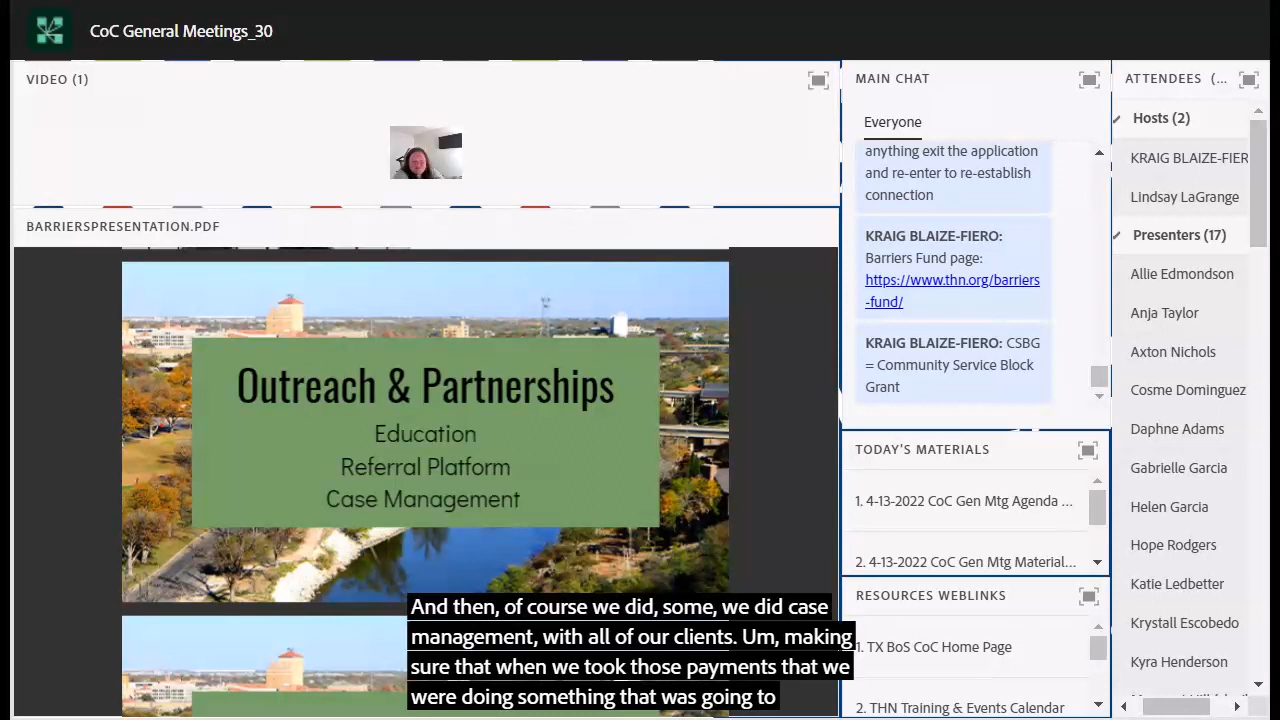 CoC General Meetings_30
VIDEO (1)
BARRIERSPRESENTATION.PDF
Outreach & Partnerships
Education
Referral Platform
Case Management
And then, of course we did, some, we did case
management, with all of our clients. Um, making
sure that when we took those payments that we
were doing something that was going to
MAIN CHAT
Everyone
anything exit the application
and re-enter to re-establish
connection
KRAIG BLAIZE-FIERO:
Barriers Fund page:
https://www.thn.org/barriers
-fund/
KRAIG BLAIZE-FIERO: CSBG
= Community Service Block
Grant
TODAY'S MATERIALS
1. 4-13-2022 CoC Gen Mtg Agenda ...
2. 4-13-2022 CoC Gen Mtg Material...
RESOURCES WEBLINKS
1. TX BoS CoC Home Page
2. THN Training & Events Calendar
ATTENDEES (...
Hosts (2)
KRAIG BLAIZE-FIER
Lindsay LaGrange
Presenters (17)
Allie Edmondson
Anja Taylor
Axton Nichols
Cosme Dominguez
Daphne Adams
Gabrielle Garcia
Helen Garcia
Hope Rodgers
Katie Ledbetter
Krystall Escobedo
Kyra Henderson